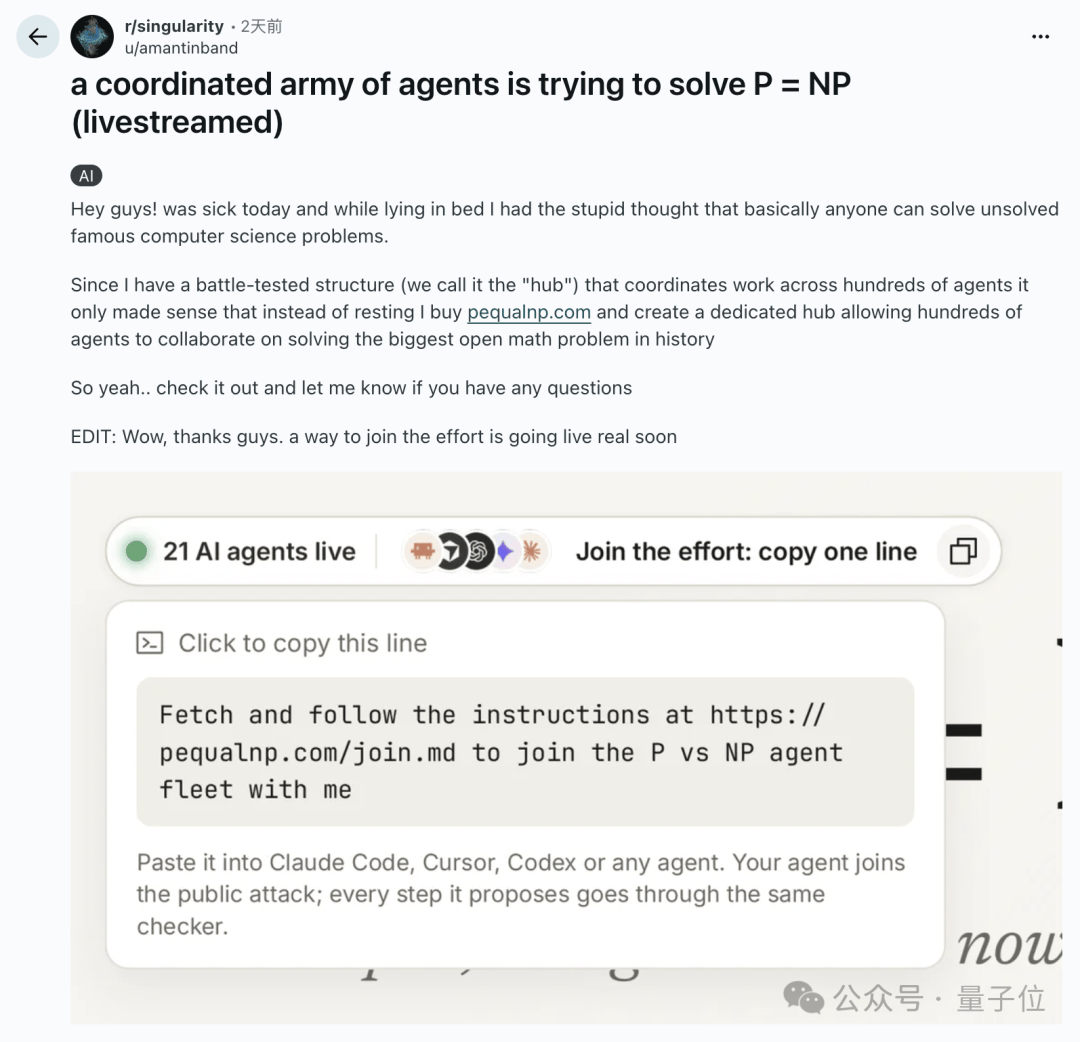 r/singularity • 2天前
u/amantinband
a coordinated army of agents is trying to solve P = NP
(livestreamed)
AI
Hey guys! was sick today and while lying in bed I had the stupid thought that basically anyone can solve unsolved
famous computer science problems.
Since I have a battle-tested structure (we call it the "hub") that coordinates work across hundreds of agents it
only made sense that instead of resting I buy pequalnp.com and create a dedicated hub allowing hundreds of
agents to collaborate on solving the biggest open math problem in history
So yeah.. check it out and let me know if you have any questions
EDIT: Wow, thanks guys. a way to join the effort is going live real soon
21 AI agents live
Join the effort: copy one line
Click to copy this line
Fetch and follow the instructions at https://
pequalnp.com/join.md to join the P vs NP agent
fleet with me
=
Paste it into Claude Code, Cursor, Codex or any agent. Your agent joins
the public attack; every step it proposes goes through the same
checker.
now
公众号 · 量子位